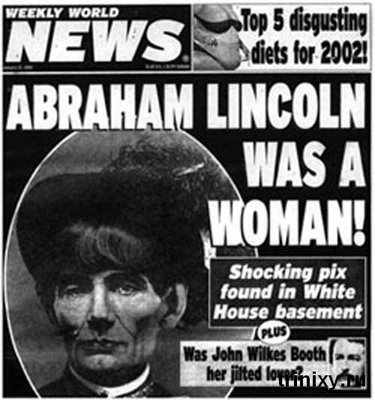 WEEKLY WORLD
NEWS
Top 5 disgusting
diets for 2002!
ABRAHAM LINCOLN
WAS A
WOMAN!
Shocking pix
found in White
House basement
PLUS
Was John Wilkes Booth
her jilted lover?
trinixy.ru